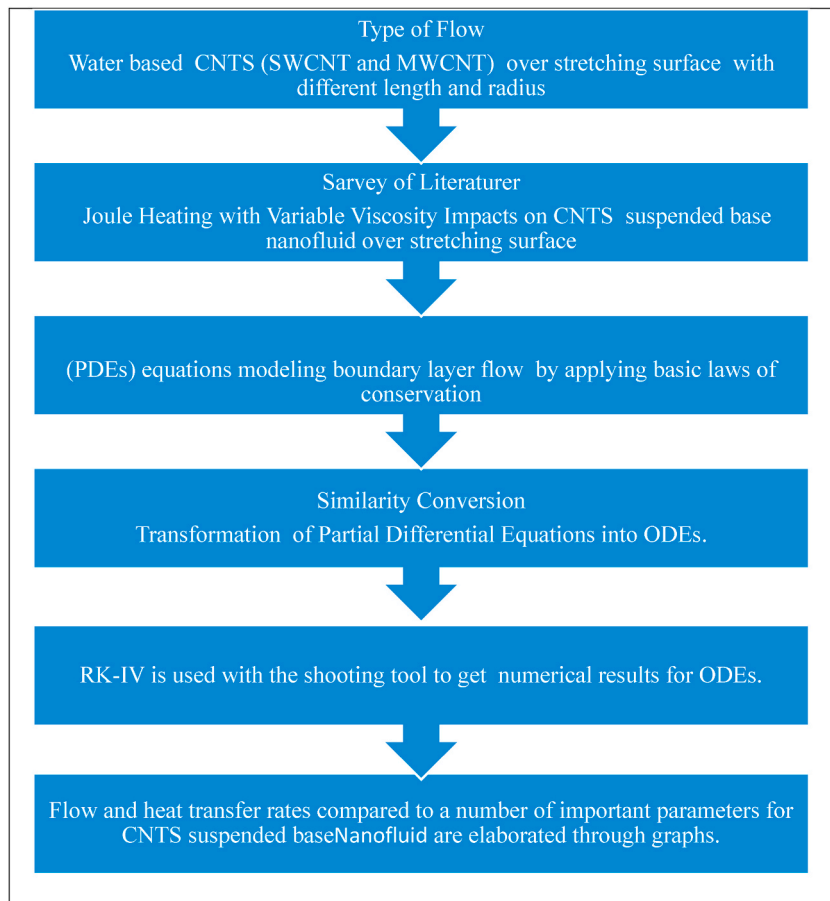 Type of Flow
Water based CNTS (SWCNT and MWCNT) over stretching surface with
different length and radius
Sarvey of Literaturer
Joule Heating with Variable Viscosity Impacts on CNTS suspended base
nanofluid over stretching surface
(PDEs) equations modeling boundary layer flow by applying basic laws of
conservation
Similarity Conversion
Transformation of Partial Differential Equations into ODEs.
RK-IV is used with the shooting tool to get numerical results for ODEs.
Flow and heat transfer rates compared to a number of important parameters for
CNTS suspended baseNanofluid are elaborated through graphs.